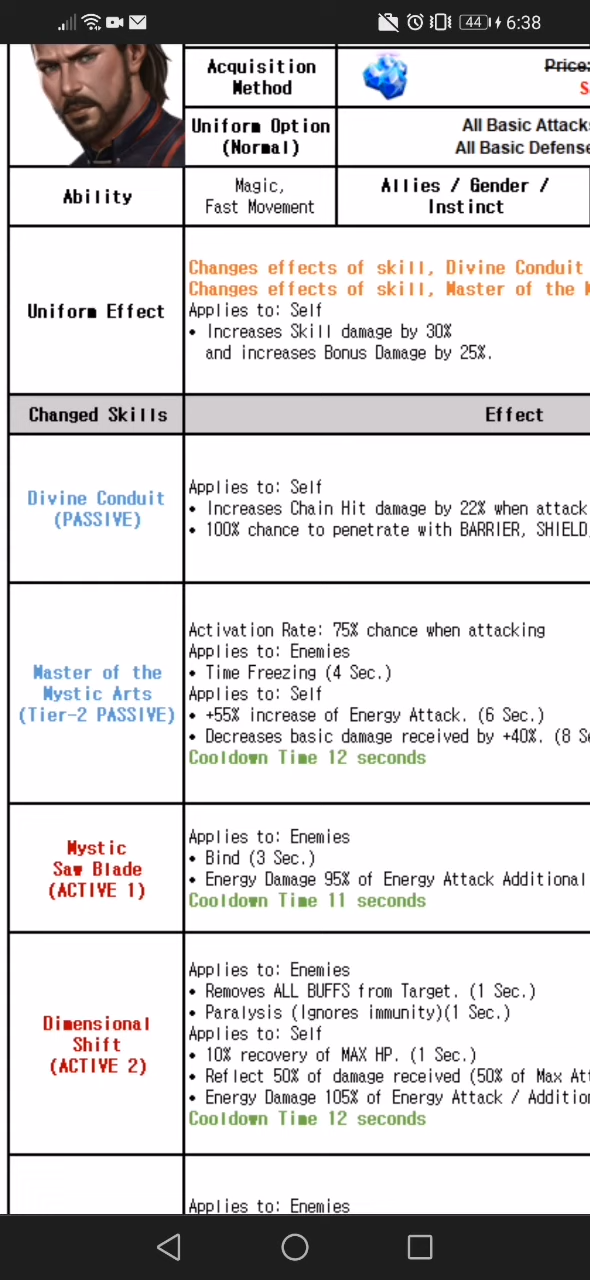 44 6:38
Acquisition
Method
Price:
S
Uniform Option
(Normal)
All Basic Attacks
All Basic Defense
Ability
Magic,
Fast Movement
Allies / Gender /
Instinct
Uniform Effect
Changes effects of skill, Divine Conduit
Changes effects of skill, Master of the
Applies to: Self
• Increases Skill damage by 30%
and increases Bonus Damage by 25%.
Changed Skills
Effect
Divine Conduit
(PASSIVE)
Applies to: Self
• Increases Chain Hit damage by 22% when attack
• 100% chance to penetrate with BARRIER, SHIELD,
Master of the
Mystic Arts
(Tier-2 PASSIVE)
Activation Rate: 75% chance when attacking
Applies to: Enemies
• Time Freezing (4 Sec.)
Applies to: Self
• +55% increase of Energy Attack. (6 Sec.)
• Decreases basic damage received by +40%. (8 Se
Cooldown Time 12 seconds
Mystic
Saw Blade
(ACTIVE 1)
Applies to: Enemies
• Bind (3 Sec.)
• Energy Damage 95% of Energy Attack Additional
Cooldown Time 11 seconds
Dimensional
Shift
(ACTIVE 2)
Applies to: Enemies
• Removes ALL BUFFS from Target. (1 Sec.)
• Paralysis (Ignores immunity)(1 Sec.)
Applies to: Self
• 10% recovery of MAX HP. (1 Sec.)
• Reflect 50% of damage received (50% of Max Att
• Energy Damage 105% of Energy Attack / Additio
Cooldown Time 12 seconds
Applies to: Enemies